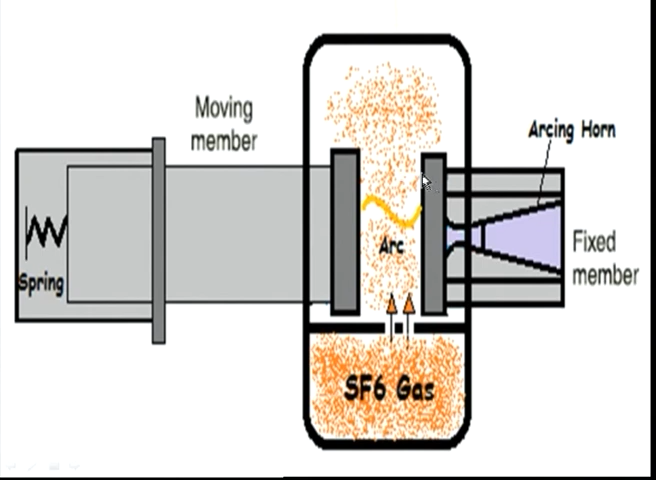 Moving
member
Arcing Horn
Arc
Fixed
member
Spring
SF6 Gas